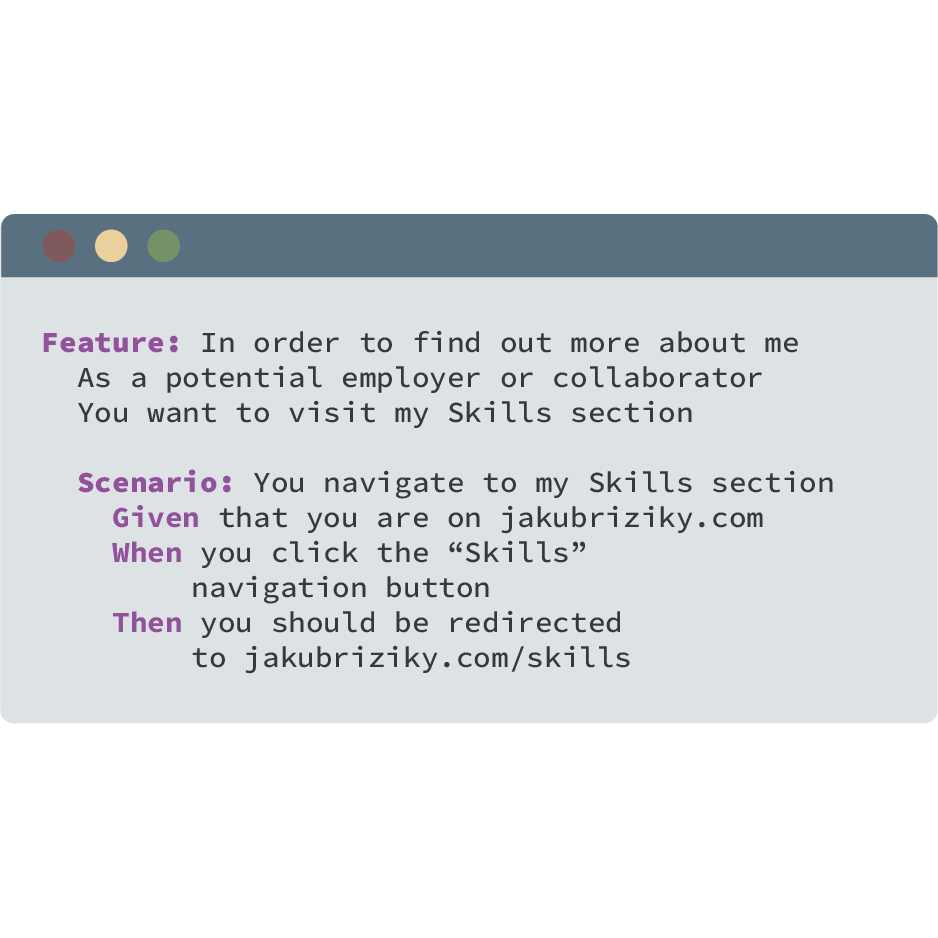 Feature: In order to find out more about me
As a potential employer or collaborator
You want to visit my Skills section
Scenario: You navigate to my Skills section
Given that you are on jakubriziky.com
When you click the “Skills”
navigation button
Then you should be redirected
to jakubriziky.com/skills